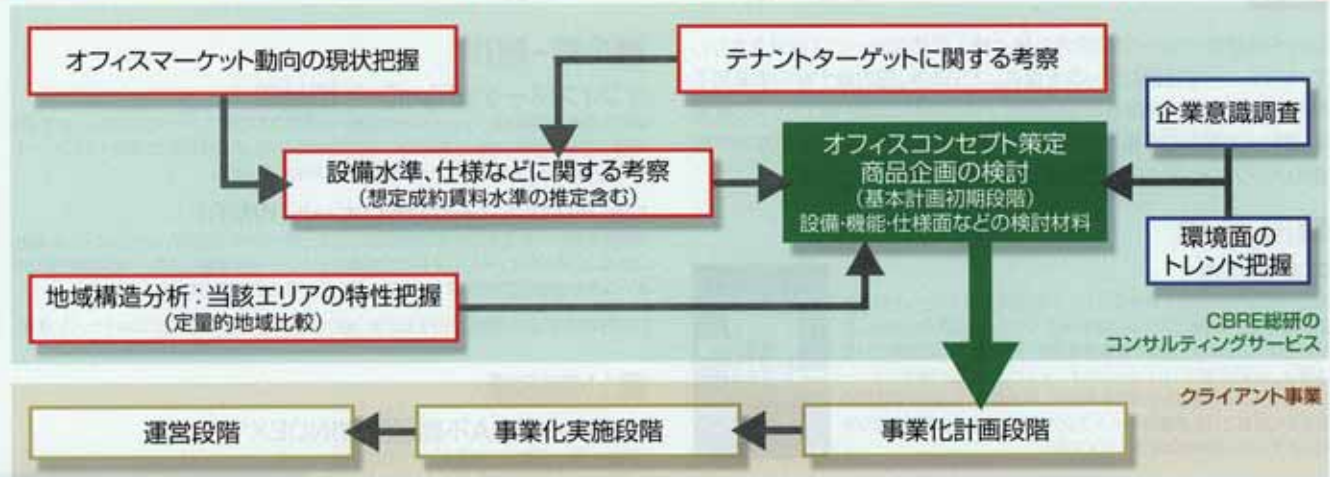 オフィスマーケット動向の現状把握
テナントターゲットに関する考察
企業意識調査
設備水準、仕様などに関する考察
(想定成約賃料水準の推定含む)
オフィスコンセプト策定
商品企画の検討
(基本計画初期段階)
設備・機能・仕様面などの検討材料
環境面の
トレンド把握
地域構造分析:当該エリアの特性把握
(定量的地域比較)
CBRE総研の
コンサルティングサービス
クライアント事業
運営段階
事業化実施段階
事業化計画段階